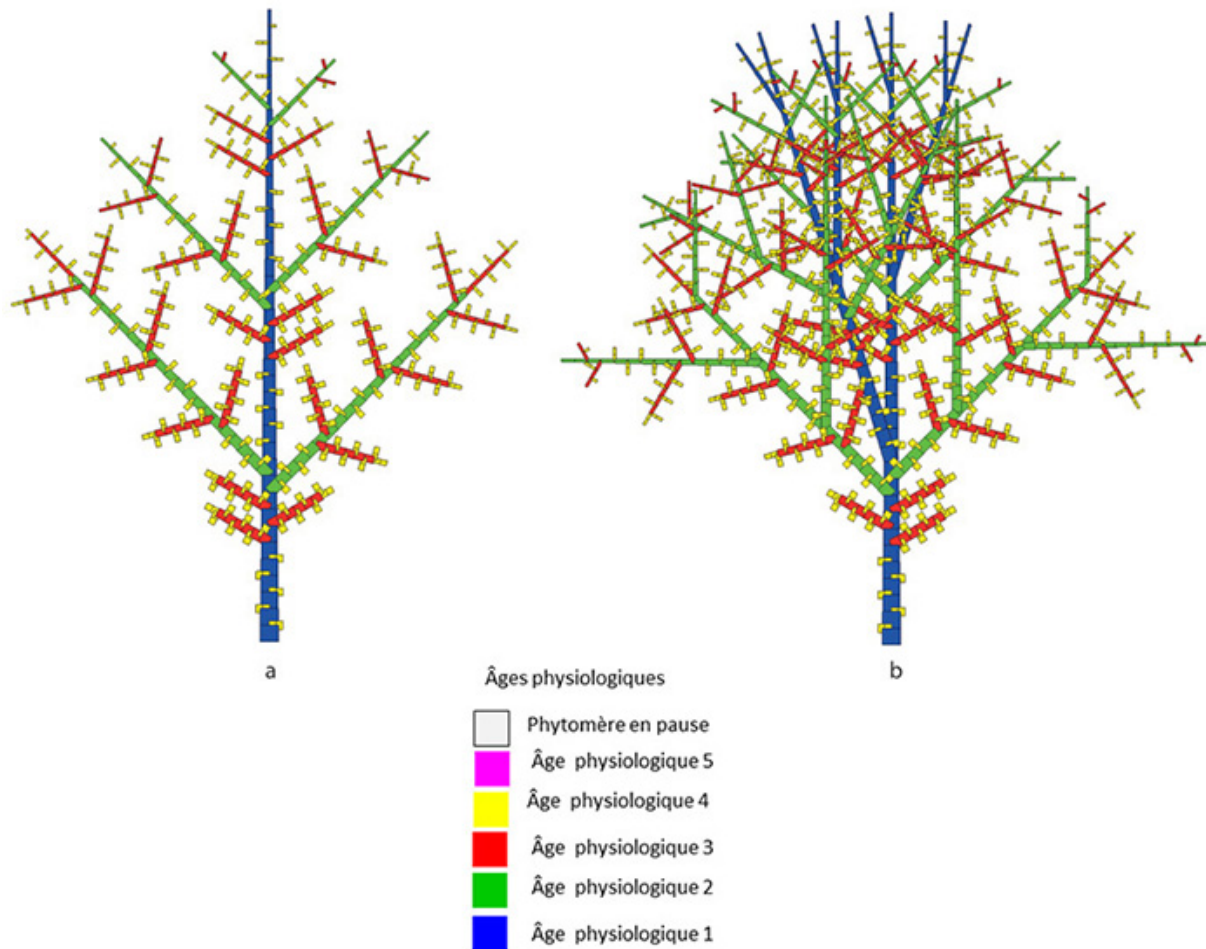 a
b
Âges physiologiques
Phytomère en pause
Âge physiologique 5
Âge physiologique 4
Âge physiologique 3
Âge physiologique 2
Âge physiologique 1